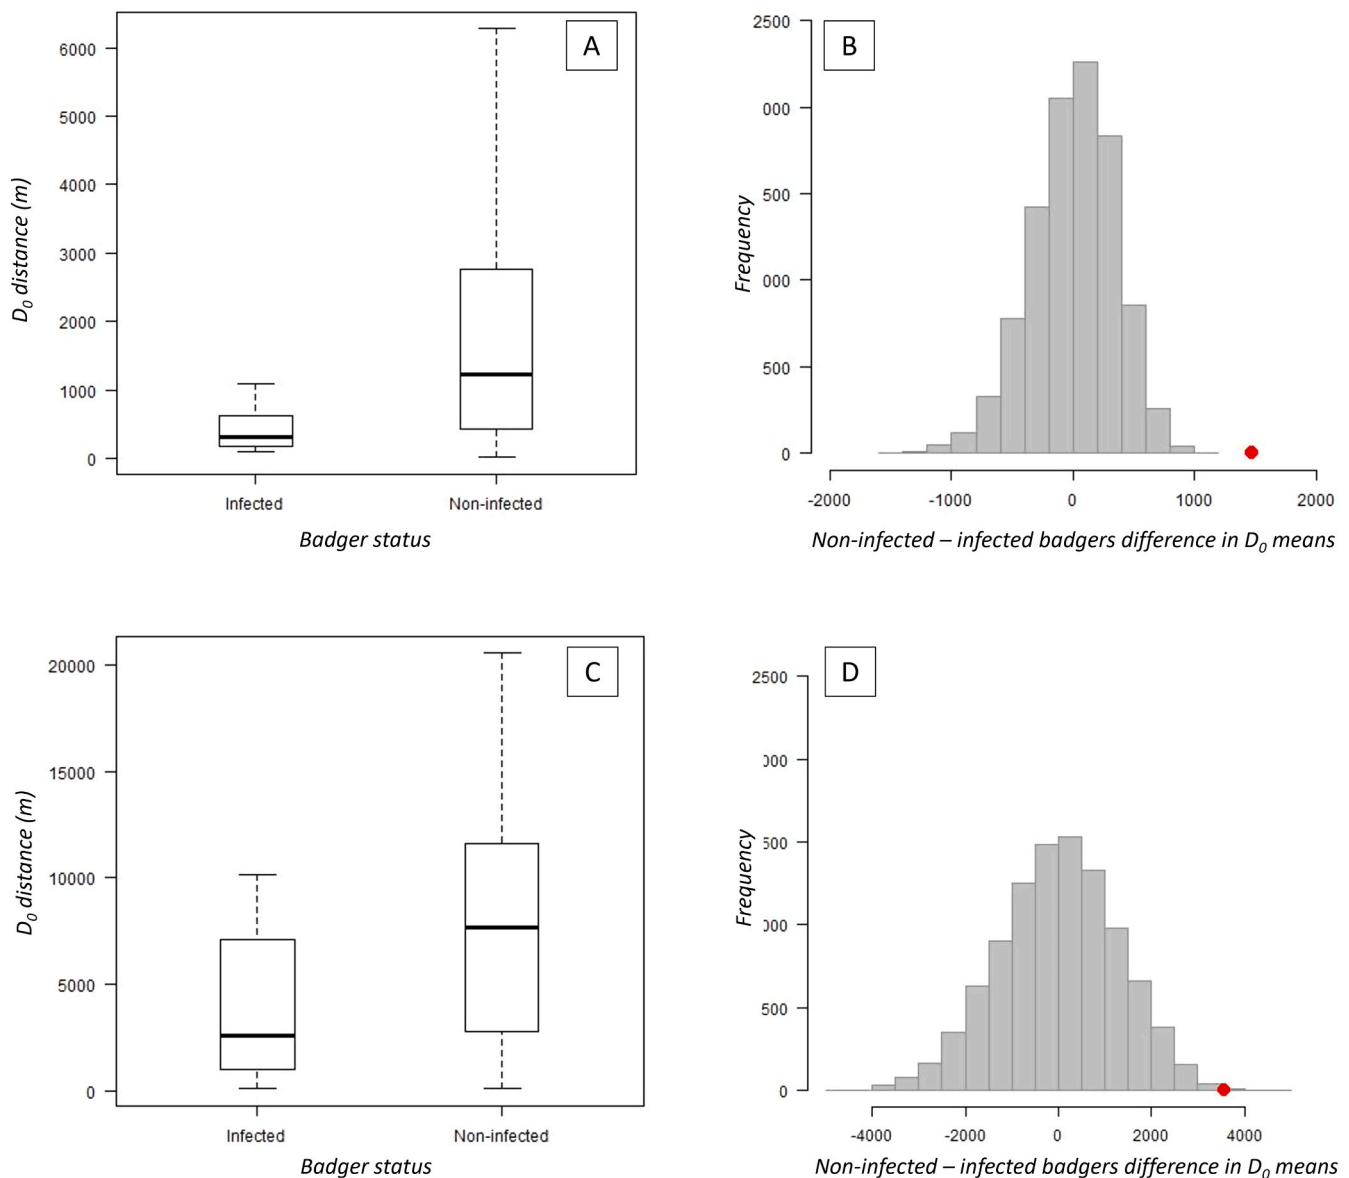 A
6000
5000
4000
3000
2000
1000
0
D0 distance (m)
Infected
Non-infected
Badger status
B
2500
000
500
000
500
0
Frequency
-2000
-1000
0
1000
2000
Non-infected – infected badgers difference in D0 means
C
20000
15000
10000
5000
0
D0 distance (m)
Infected
Non-infected
Badger status
D
2500
000
500
000
500
0
Frequency
-4000
-2000
0
2000
4000
Non-infected – infected badgers difference in D0 means